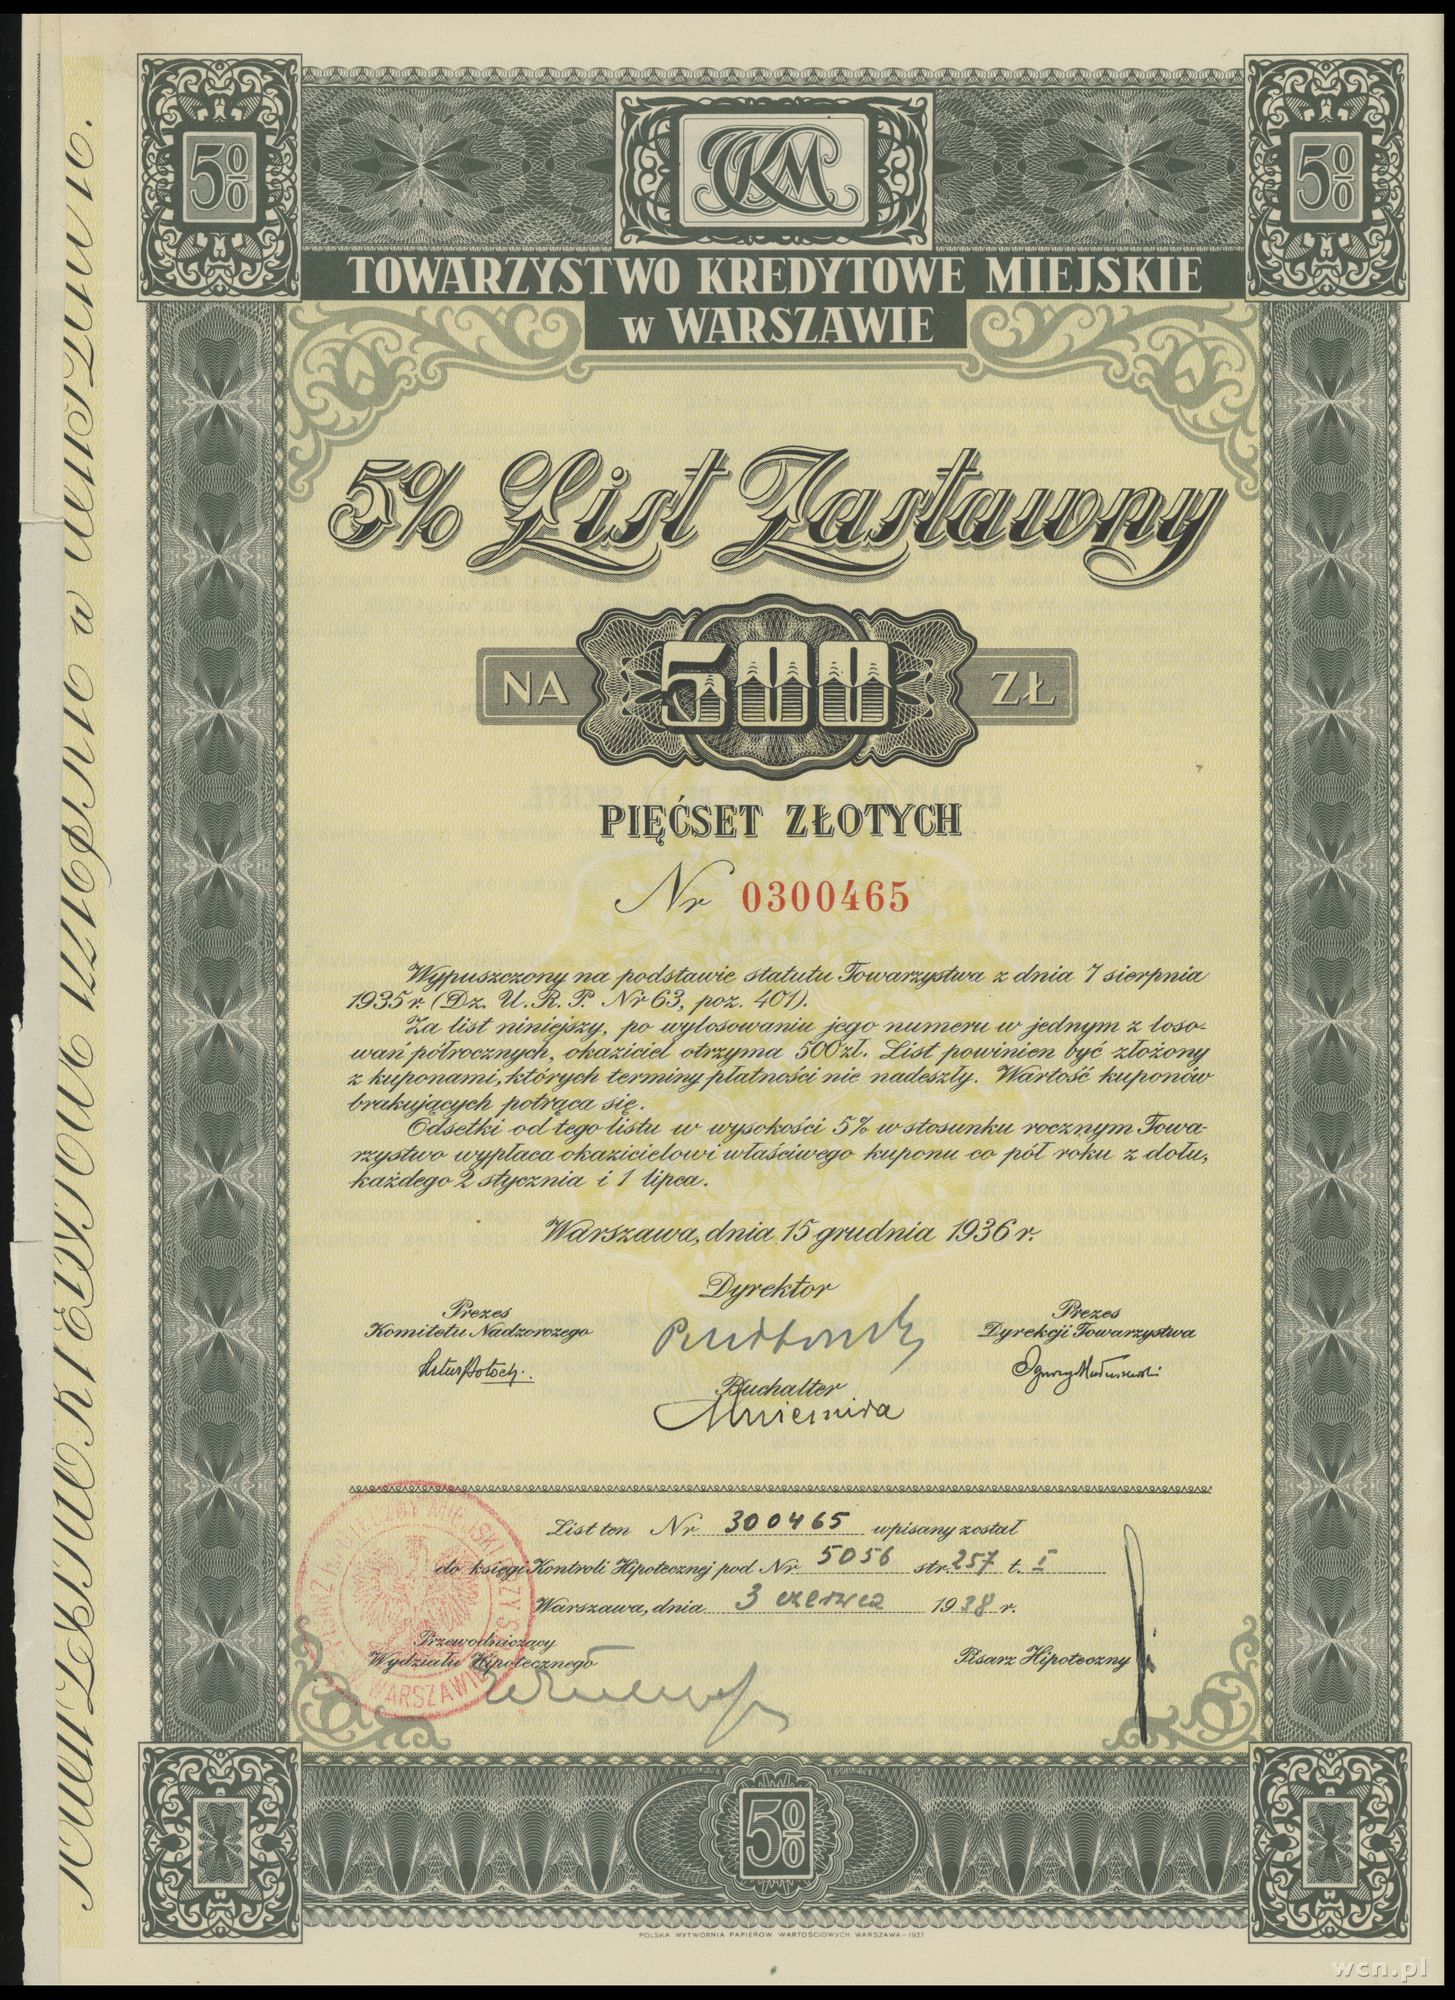 5%
TKM
5%
TOWARZYSTWO KREDYTOWE MIEJSKIE
w WARSZAWIE
5% List Zastawny
NA 500 ZŁ
PIĘĆSET ZŁOTYCH
Nr 0300465
Wypuszczony na podstawie statutu Towarzystwa z dnia 7 sierpnia
1935 r. (Dz. U. R. P. Nr 63, poz. 401).
Za list niniejszy, po wylosowaniu jego numeru w jednym z loso-
wań półrocznych, okaziciel otrzyma 500 zł. List powinien być złożony
z kuponami, których terminy płatności nie nadeszły. Wartość kuponów
brakujących potrąca się.
Odsetki od tego listu w wysokości 5% w stosunku rocznym Towa-
rzystwo wypłaca okazicielowi właściwego kuponu co pół roku z dołu,
każdego 2 stycznia i 1 lipca.
Warszawa, dnia 15 grudnia 1936 r.
Dyrektor
Prezes
Komitetu Nadzorczego
Prezes
Dyrekcji Towarzystwa
Buchalter
List ten Nr 300465 wpisany został
do księgi Kontroli Hipotecznej pod Nr 5056 str. 257 t. I
Warszawa, dnia 3 czerwca 1938 r.
Przewodniczący
Wydziału Hipotecznego
Pisarz Hipoteczny
WARSZAWIE
5%
POLSKA WYTWÓRNIA PAPIERÓW WARTOŚCIOWYCH WARSZAWA - 1937
wcn.pl